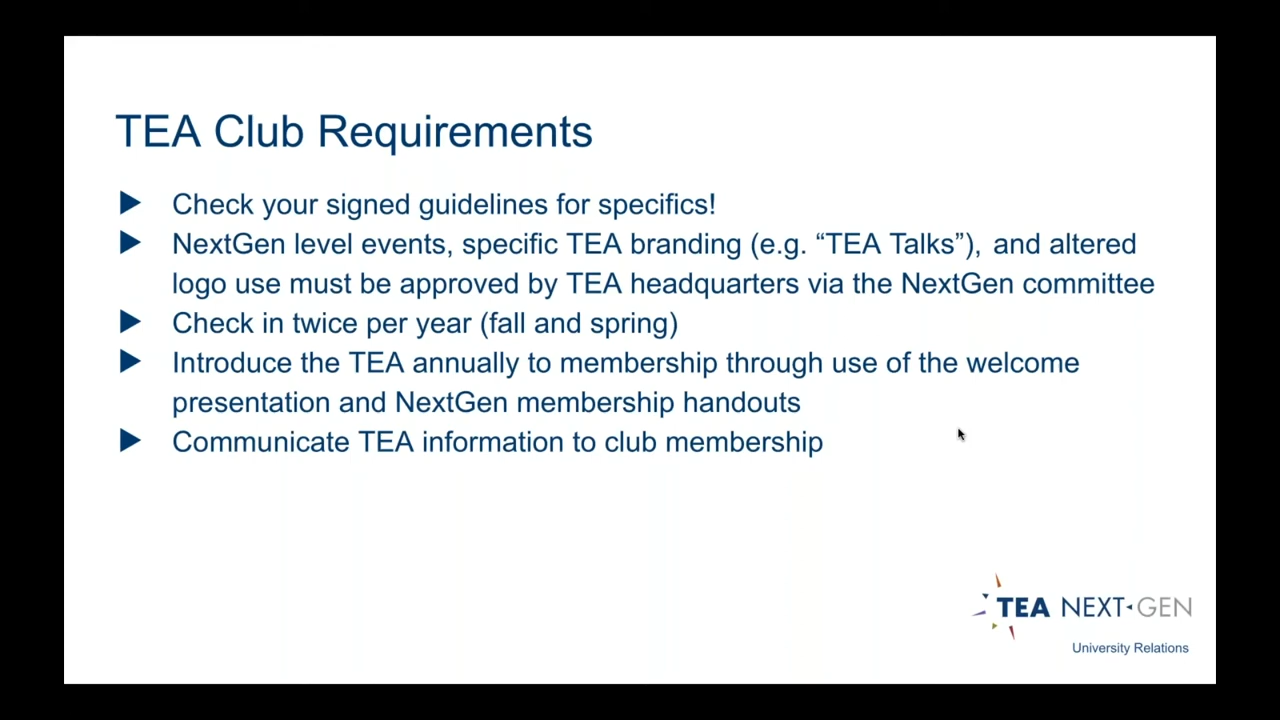 TEA Club Requirements
Check your signed guidelines for specifics!
NextGen level events, specific TEA branding (e.g. “TEA Talks”), and altered
logo use must be approved by TEA headquarters via the NextGen committee
Check in twice per year (fall and spring)
Introduce the TEA annually to membership through use of the welcome
presentation and NextGen membership handouts
Communicate TEA information to club membership
TEA NEXT GEN
University Relations